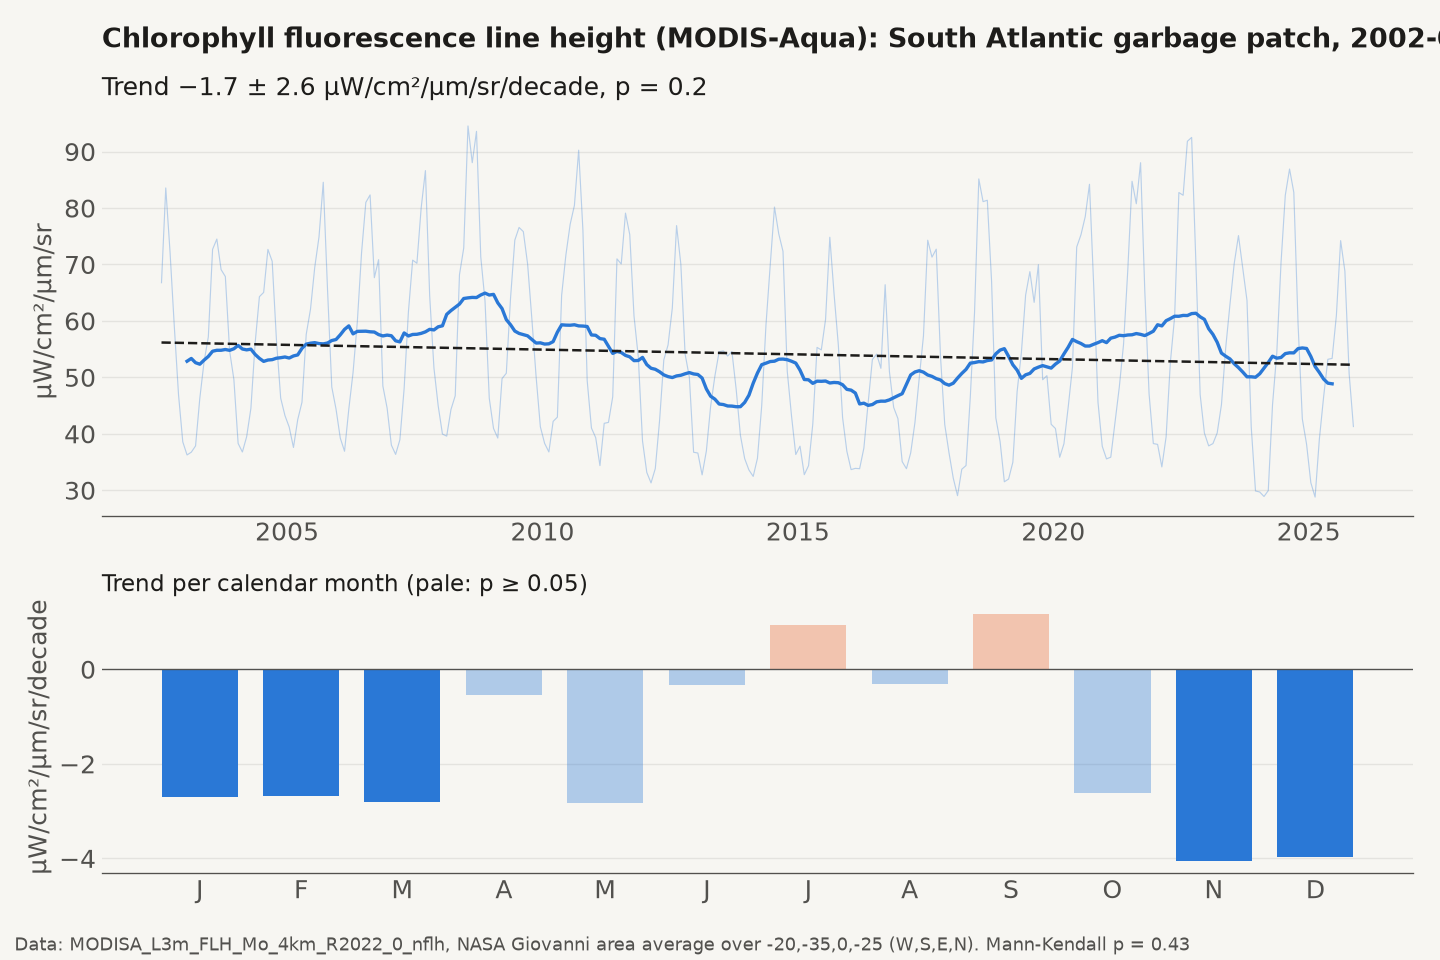 Chlorophyll fluorescence line height (MODIS-Aqua): South Atlantic garbage patch, 2002-
Trend −1.7 ± 2.6 µW/cm²/µm/sr/decade, p = 0.2
µW/cm²/µm/sr
90
80
70
60
50
40
30
2005 2010 2015 2020 2025
Trend per calendar month (pale: p ≥ 0.05)
µW/cm²/µm/sr/decade
0
−2
−4
J F M A M J J A S O N D
Data: MODISA_L3m_FLH_Mo_4km_R2022_0_nflh, NASA Giovanni area average over -20,-35,0,-25 (W,S,E,N). Mann-Kendall p = 0.43